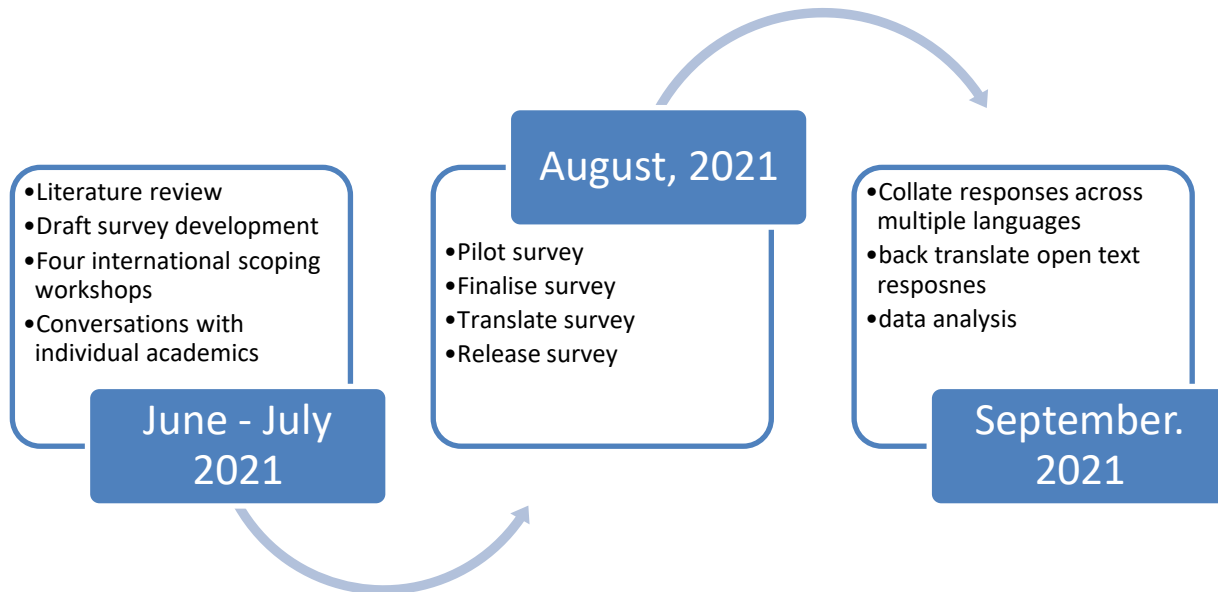 •Literature review
•Draft survey development
•Four international scoping
workshops
•Conversations with
individual academics
June - July
2021
August, 2021
•Pilot survey
•Finalise survey
•Translate survey
•Release survey
•Collate responses across
multiple languages
•back translate open text
resposnes
•data analysis
September.
2021